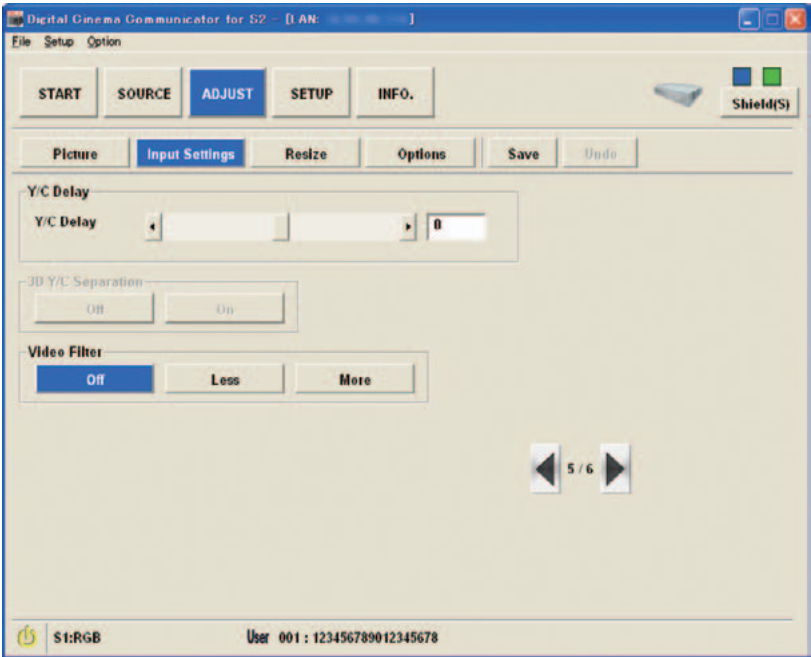 Digital Cinema Communicator for S2 - [LAN: ]
File Setup Option
START SOURCE ADJUST SETUP INFO. Shield(S)
Picture Input Settings Resize Options Save Undo
Y/C Delay
Y/C Delay 0
3D Y/C Separation
Off On
Video Filter
Off Less More
5 / 6
S1:RGB User 001 : 123456789012345678